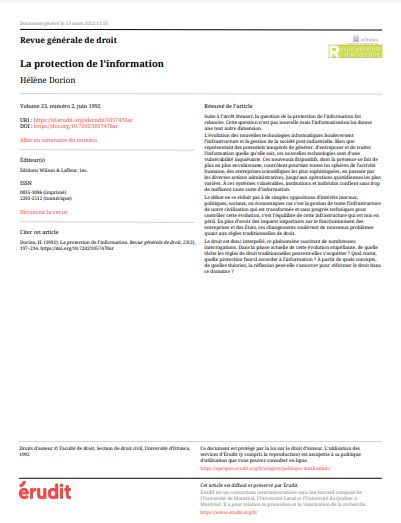 Document généré le 13 mars 2022 11:55
Revue générale de droit
érudit
Revue générale
de droit
La protection de l'information
Hélène Dorion
Volume 23, numéro 2, juin 1992
URI : https://id.erudit.org/iderudit/1057470ar
DOI : https://doi.org/10.7202/1057470ar
Aller au sommaire du numéro
Éditeur(s)
Éditions Wilson & Lafleur, inc.
ISSN
0035-3086 (imprimé)
2292-2512 (numérique)
Découvrir la revue
Citer cet article
Dorion, H. (1992). La protection de l'information. Revue générale de droit, 23(2),
197–234. https://doi.org/10.7202/1057470ar
Résumé de l'article
Suite à l'arrêt Stewart, la question de la protection de l'information fut
relancée. Cette question n'est pas nouvelle mais l'informatisation lui donne
une tout autre dimension.
L'évolution des nouvelles technologies informatiques bouleversent
l'infrastructure et la gestion de la société post-industrielle. Bien que
représentant des potentiels inespérés de générer, d'entreposer et de traiter
l'information quelle qu'elle soit, ces nouvelles technologies sont d'une
vulnérabilité inquiétante. Ces nouveaux dispositifs, dont la présence se fait de
plus en plus envahissante, contrôlent pourtant toutes les sphères de l'activité
humaine, des entreprises scientifiques les plus sophistiquées, en passant par
les diverses actions administratives, jusqu'aux opérations quotidiennes les plus
variées. À ces systèmes vulnérables, institutions et individus confient sans trop
de méfiance toute sorte d'information.
Le débat ne se réduit pas à de simples oppositions d'intérêts moraux,
politiques, sociaux, ou économiques car c'est la gestion de toute l'infrastructure
de notre civilisation qui est transformée et sans progrès techniques pour
contrôler cette évolution, c'est l'équilibre de cette infrastructure qui est mis en
péril. En plus d'avoir des impacts importants sur le fonctionnement des
entreprises et des États, ces changements soulèvent de nouveaux problèmes
quant aux règles traditionnelles de droit.
Le droit est donc interpellé, ce phénomène suscitant de nombreuses
interrogations. Dans la phase actuelle de cette évolution stupéfiante, de quelle
niche les règles de droit traditionnelles peuvent-elles s'acquitter ? Quel statut,
quelle protection faut-il accorder à l'information ? À partir de quels concepts,
de quelles théories, la réflexion peut-elle s'amorcer pour réformer le droit dans
ce domaine ?
Droits d'auteur © Faculté de droit, Section de droit civil, Université d'Ottawa,
1992
Ce document est protégé par la loi sur le droit d'auteur. L'utilisation des
services d'Érudit (y compris la reproduction) est assujettie à sa politique
d'utilisation que vous pouvez consulter en ligne.
https://apropos.erudit.org/fr/usagers/politique-dutilisation/
érudit
Cet article est diffusé et préservé par Érudit.
Érudit est un consortium interuniversitaire sans but lucratif composé de
l'Université de Montréal, l'Université Laval et l'Université du Québec à
Montréal. Il a pour mission la promotion et la valorisation de la recherche.
https://www.erudit.org/fr/